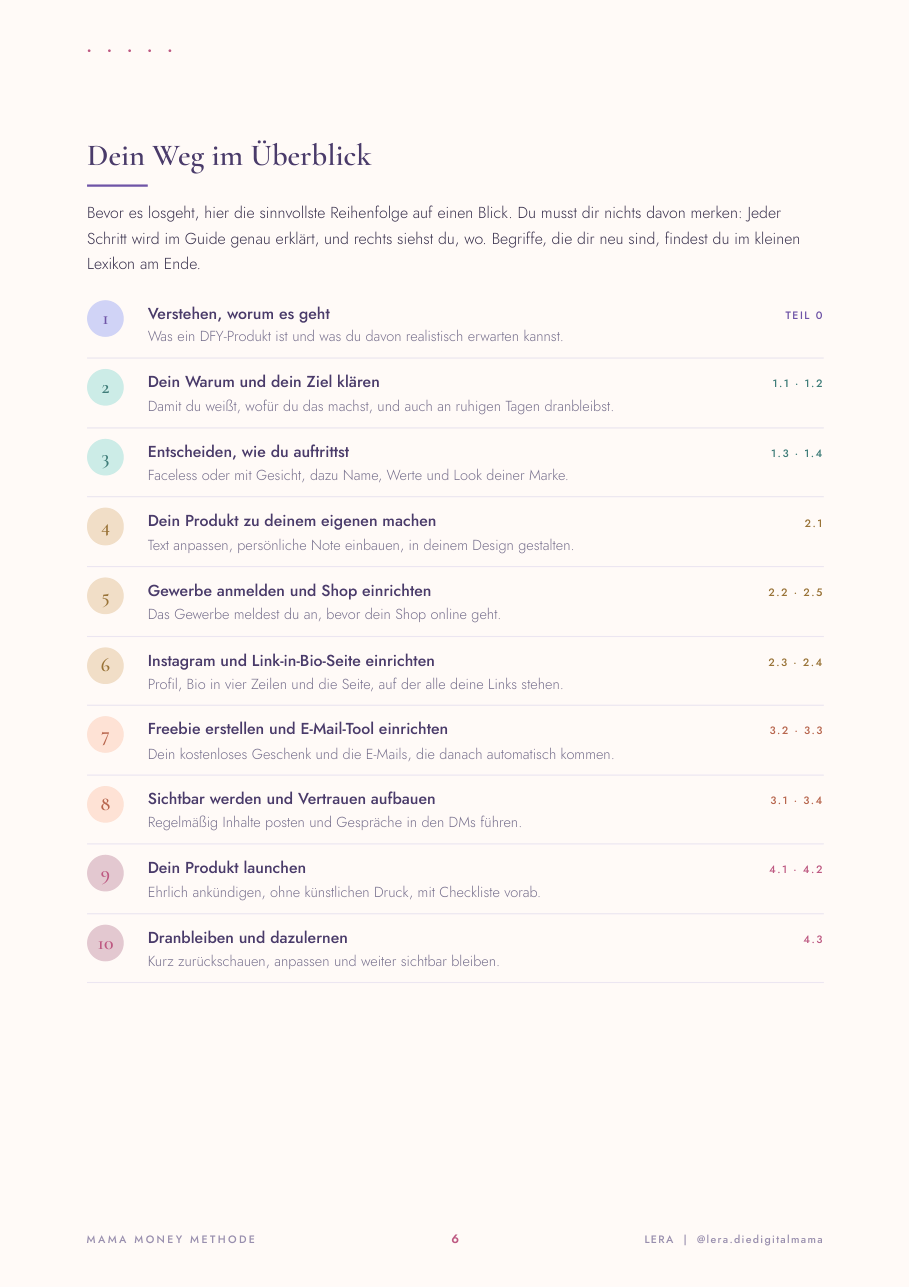 Dein Weg im Überblick
Bevor es losgeht, hier die sinnvollste Reihenfolge auf einen Blick. Du musst dir nichts davon merken: Jeder
Schritt wird im Guide genau erklärt, und rechts siehst du, wo. Begriffe, die dir neu sind, findest du im kleinen
Lexikon am Ende.
1 Verstehen, worum es geht TEIL 0
Was ein DFY-Produkt ist und was du davon realistisch erwarten kannst.
2 Dein Warum und dein Ziel klären 1.1 · 1.2
Damit du weißt, wofür du das machst, und auch an ruhigen Tagen dranbleibst.
3 Entscheiden, wie du auftrittst 1.3 · 1.4
Faceless oder mit Gesicht, dazu Name, Werte und Look deiner Marke.
4 Dein Produkt zu deinem eigenen machen 2.1
Text anpassen, persönliche Note einbauen, in deinem Design gestalten.
5 Gewerbe anmelden und Shop einrichten 2.2 · 2.5
Das Gewerbe meldest du an, bevor dein Shop online geht.
6 Instagram und Link-in-Bio-Seite einrichten 2.3 · 2.4
Profil, Bio in vier Zeilen und die Seite, auf der alle deine Links stehen.
7 Freebie erstellen und E-Mail-Tool einrichten 3.2 · 3.3
Dein kostenloses Geschenk und die E-Mails, die danach automatisch kommen.
8 Sichtbar werden und Vertrauen aufbauen 3.1 · 3.4
Regelmäßig Inhalte posten und Gespräche in den DMs führen.
9 Dein Produkt launchen 4.1 · 4.2
Ehrlich ankündigen, ohne künstlichen Druck, mit Checkliste vorab.
10 Dranbleiben und dazulernen 4.3
Kurz zurückschauen, anpassen und weiter sichtbar bleiben.
MAMA MONEY METHODE 6 LERA | @lera.diedigitalmama